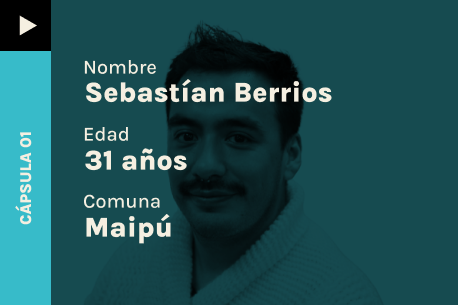 Nombre
Sebastían Berrios
Edad
31 años
Comuna
Maipú
CÁPSULA 01